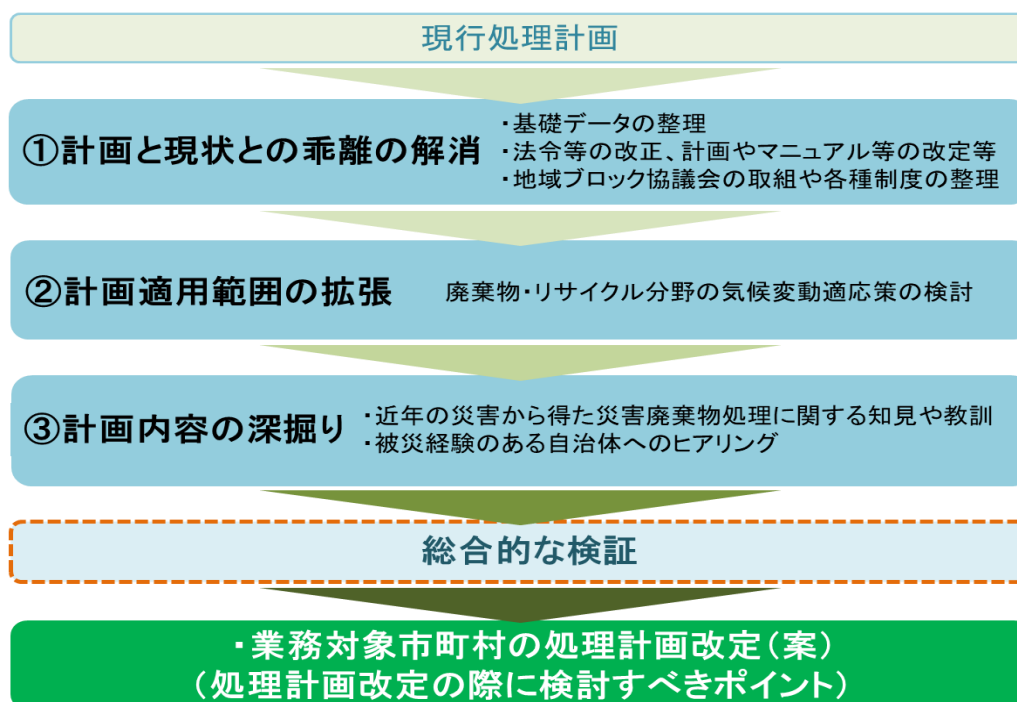 現行処理計画
①計画と現状との乖離の解消
・基礎データの整理
・法令等の改正、計画やマニュアル等の改定等
・地域ブロック協議会の取組や各種制度の整理
②計画適用範囲の拡張
廃棄物・リサイクル分野の気候変動適応策の検討
③計画内容の深掘り
・近年の災害から得た災害廃棄物処理に関する知見や教訓
・被災経験のある自治体へのヒアリング
総合的な検証
・業務対象市町村の処理計画改定(案)
(処理計画改定の際に検討すべきポイント)